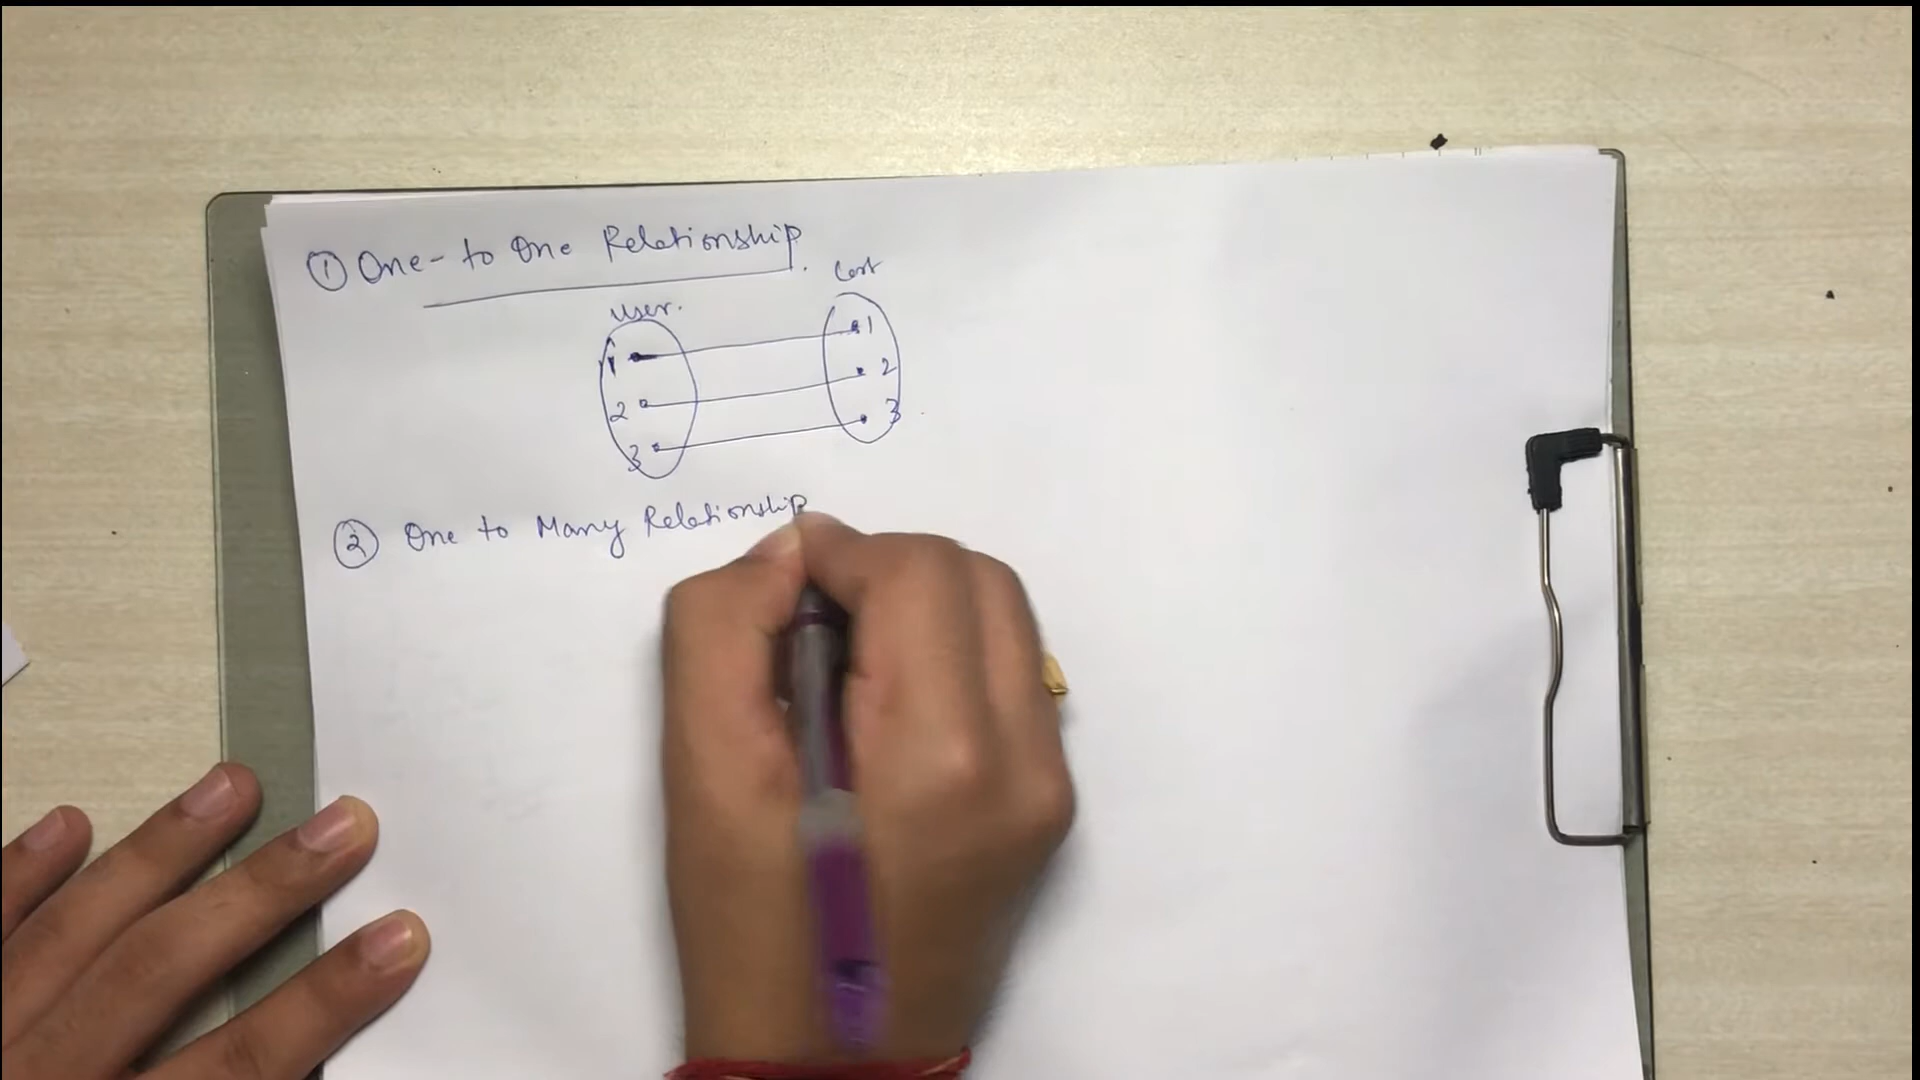 ① One-to One Relationship.
Cart
User.
1
1
2
2
3
3
② One to Many Relationship